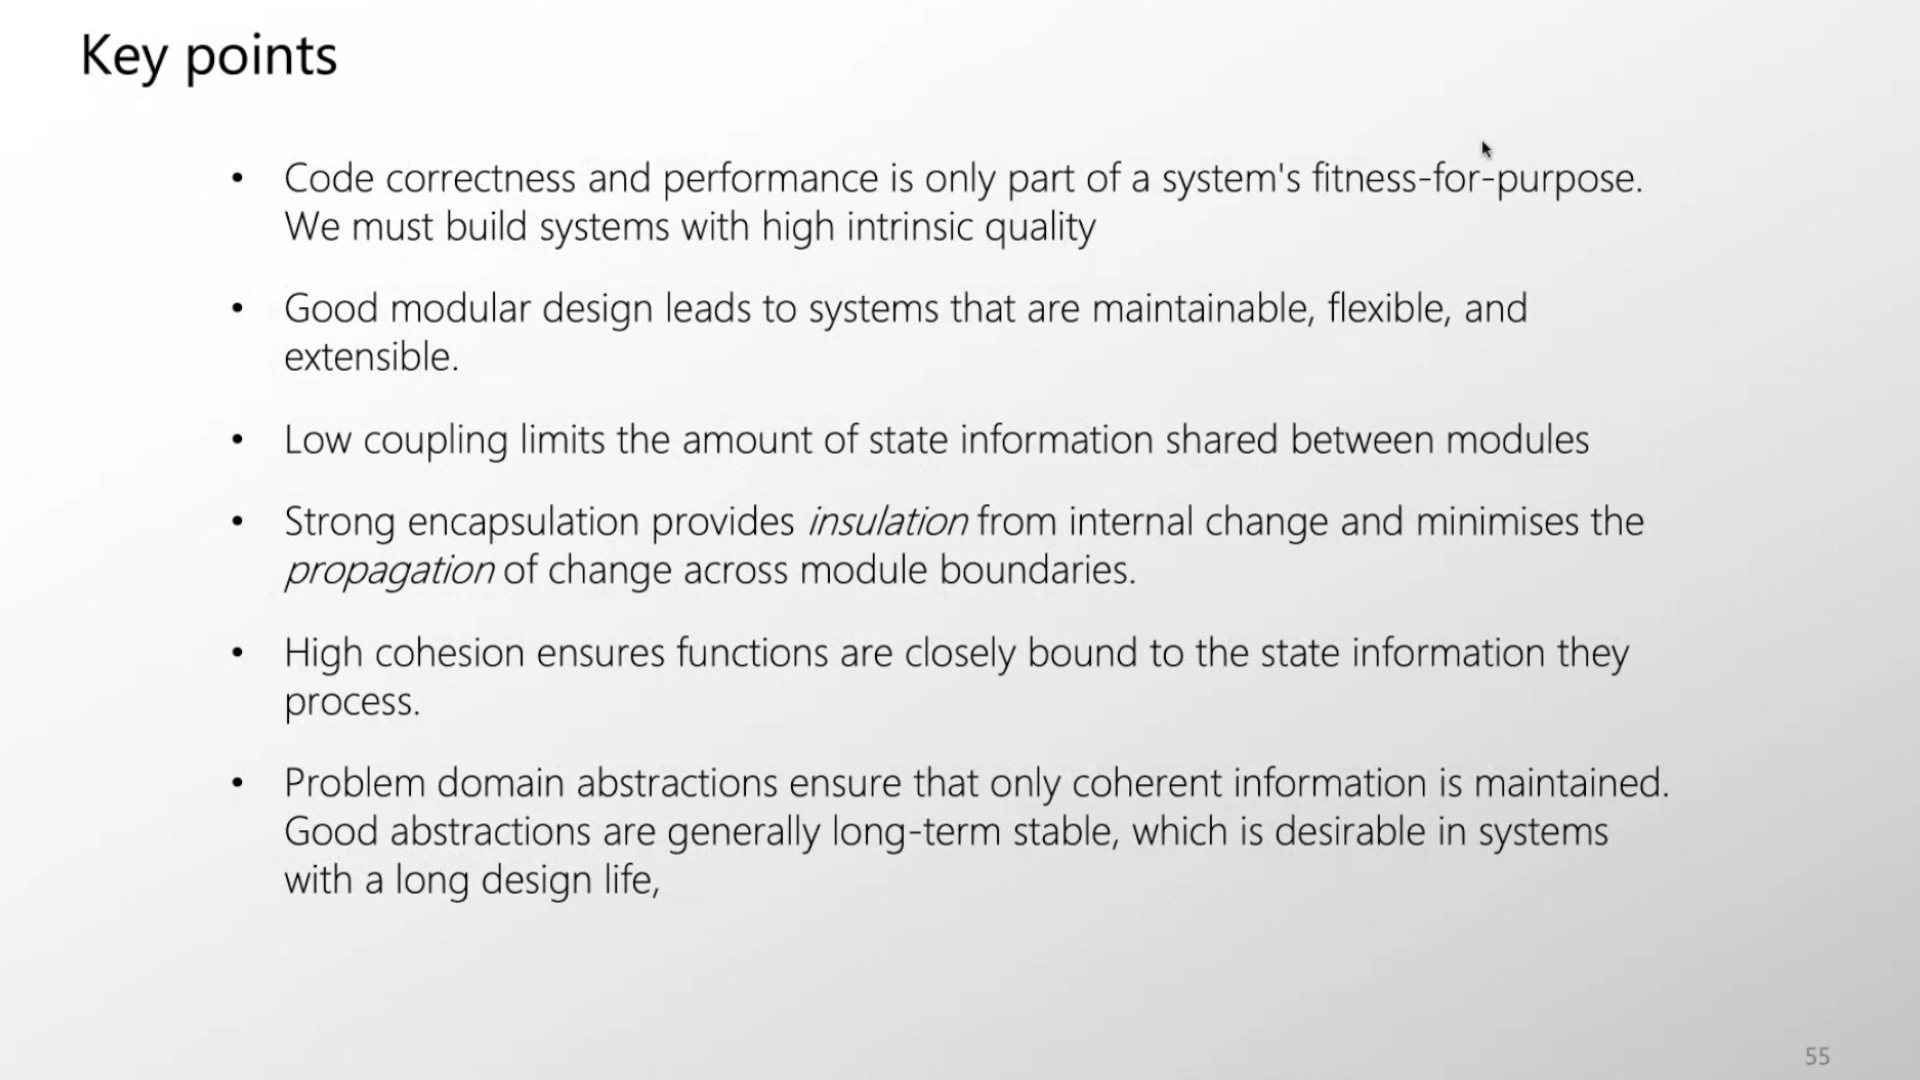 Key points
• Code correctness and performance is only part of a system's fitness-for-purpose.
We must build systems with high intrinsic quality
• Good modular design leads to systems that are maintainable, flexible, and
extensible.
• Low coupling limits the amount of state information shared between modules
• Strong encapsulation provides insulation from internal change and minimises the
propagation of change across module boundaries.
• High cohesion ensures functions are closely bound to the state information they
process.
• Problem domain abstractions ensure that only coherent information is maintained.
Good abstractions are generally long-term stable, which is desirable in systems
with a long design life,
55